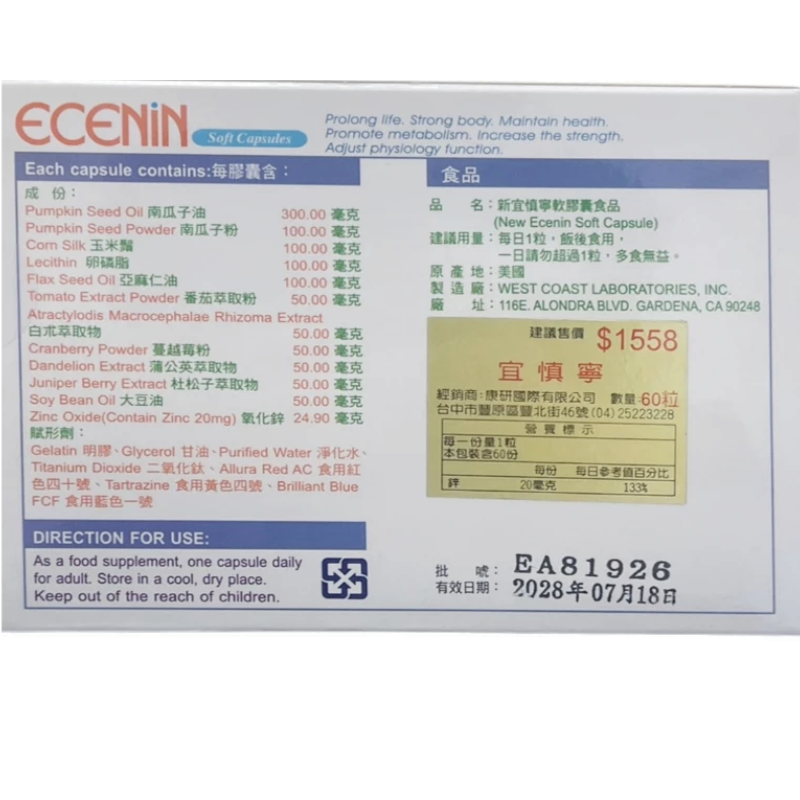 ECENiN
Soft Capsules
Prolong life. Strong body. Maintain health.
Promote metabolism. Increase the strength.
Adjust physiology function.
Each capsule contains:每膠囊含：
成 份：
Pumpkin Seed Oil 南瓜子油 300.00 毫克
Pumpkin Seed Powder 南瓜子粉 100.00 毫克
Corn Silk 玉米鬚 100.00 毫克
Lecithin 卵磷脂 100.00 毫克
Flax Seed Oil 亞麻仁油 100.00 毫克
Tomato Extract Powder 番茄萃取粉 50.00 毫克
Atractylodis Macrocephalae Rhizoma Extract
白朮萃取物 50.00 毫克
Cranberry Powder 蔓越莓粉 50.00 毫克
Dandelion Extract 蒲公英萃取物 50.00 毫克
Juniper Berry Extract 杜松子萃取物 50.00 毫克
Soy Bean Oil 大豆油 50.00 毫克
Zinc Oxide(Contain Zinc 20mg) 氧化鋅 24.90 毫克
賦形劑：
Gelatin 明膠、Glycerol 甘油、Purified Water 淨化水、
Titanium Dioxide 二氧化鈦、Allura Red AC 食用紅
色四十號、Tartrazine 食用黃色四號、Brilliant Blue
FCF 食用藍色一號
DIRECTION FOR USE:
As a food supplement, one capsule daily
for adult. Store in a cool, dry place.
Keep out of the reach of children.
食品
品 名：新宜慎寧軟膠囊食品
(New Ecenin Soft Capsule)
建議用量：每日1粒，飯後食用，
一日請勿超過1粒，多食無益。
原 產 地：美國
製 造 廠：WEST COAST LABORATORIES, INC.
廠 址：116E. ALONDRA BLVD. GARDENA, CA 90248
建議售價 $1558
宜慎寧
經銷商：康研國際有限公司 數量:60粒
台中市豐原區豐北街46號 (04) 25223228
營養標示
每一份量1粒
本包裝含60份
每份 每日參考值百分比
鋅 20毫克 133%
批 號：EA81926
有效日期：2028年07月18日